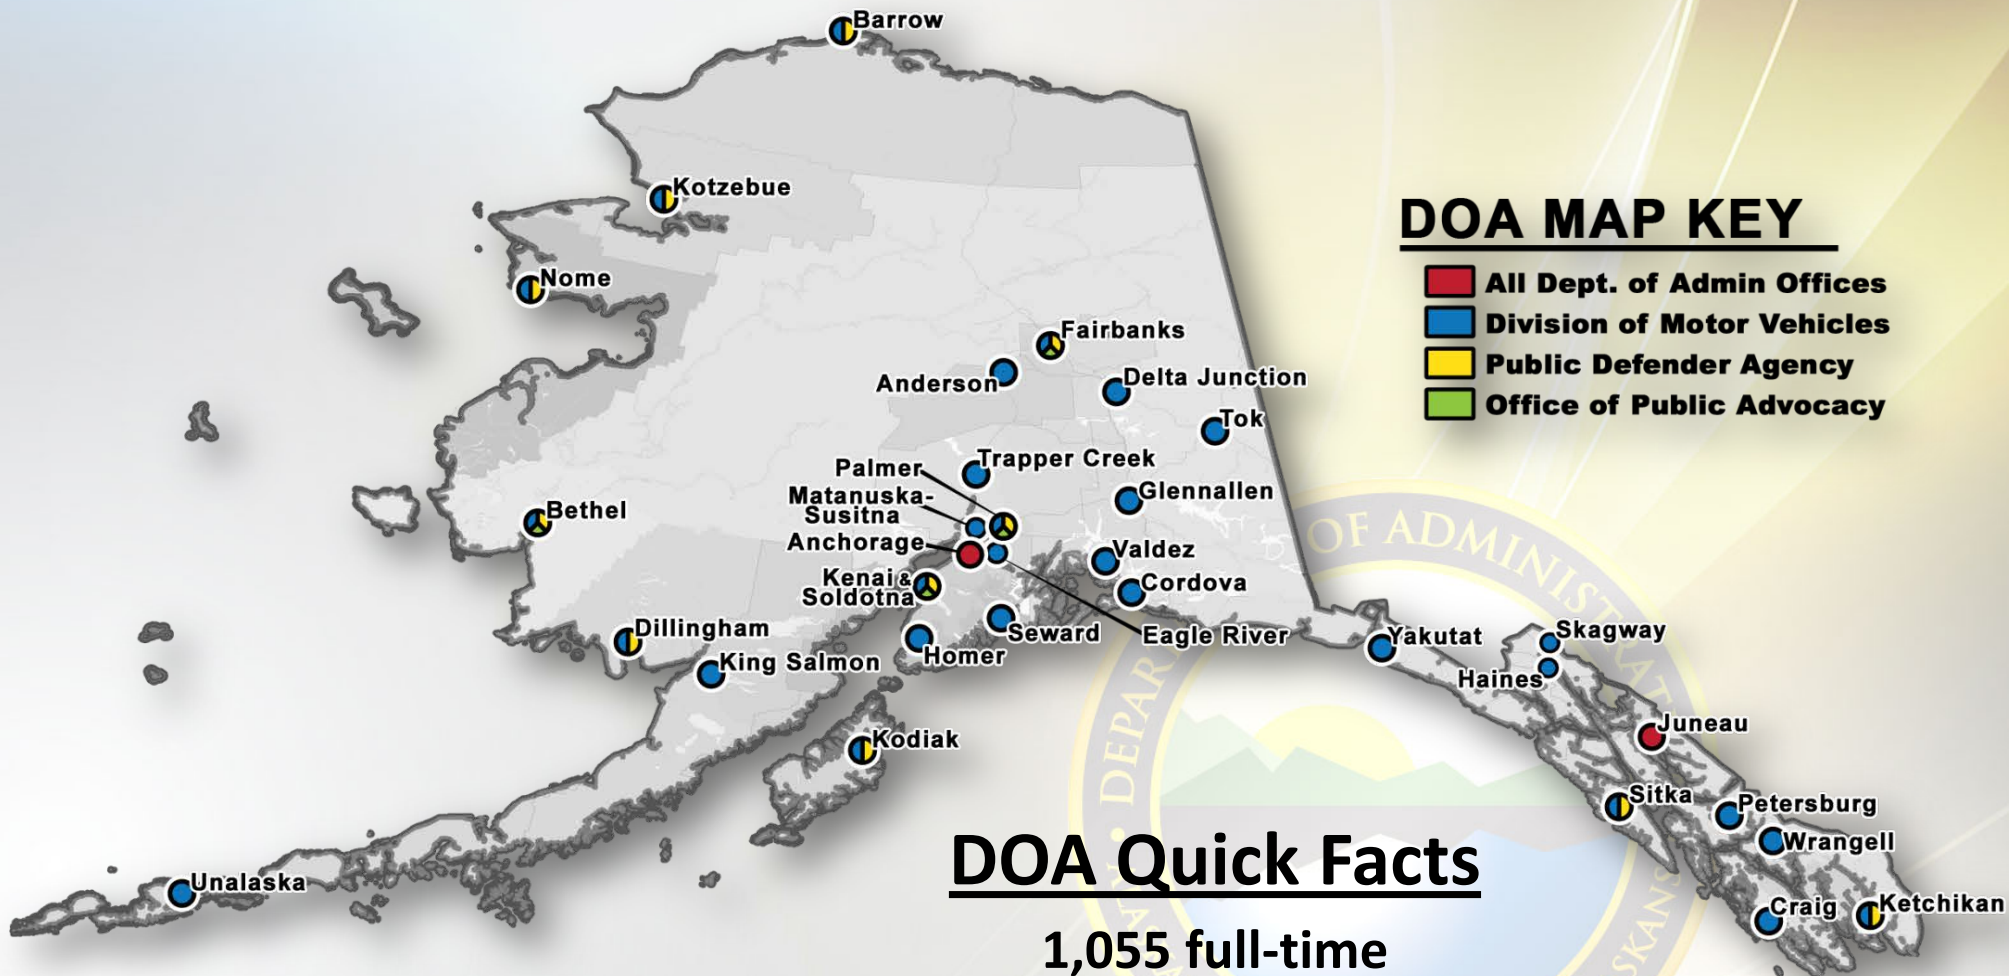 Barrow
Kotzebue
Nome
Fairbanks
Anderson
Delta Junction
Tok
Trapper Creek
Palmer
Matanuska-
Susitna
Glennallen
Bethel
Anchorage
Valdez
Kenai &
Soldotna
Cordova
Dillingham
Seward
Eagle River
King Salmon
Homer
Yakutat
Skagway
Haines
Juneau
Kodiak
Sitka
Petersburg
Wrangell
Unalaska
Craig
Ketchikan
DOA MAP KEY
All Dept. of Admin Offices
Division of Motor Vehicles
Public Defender Agency
Office of Public Advocacy
DOA Quick Facts
1,055 full-time